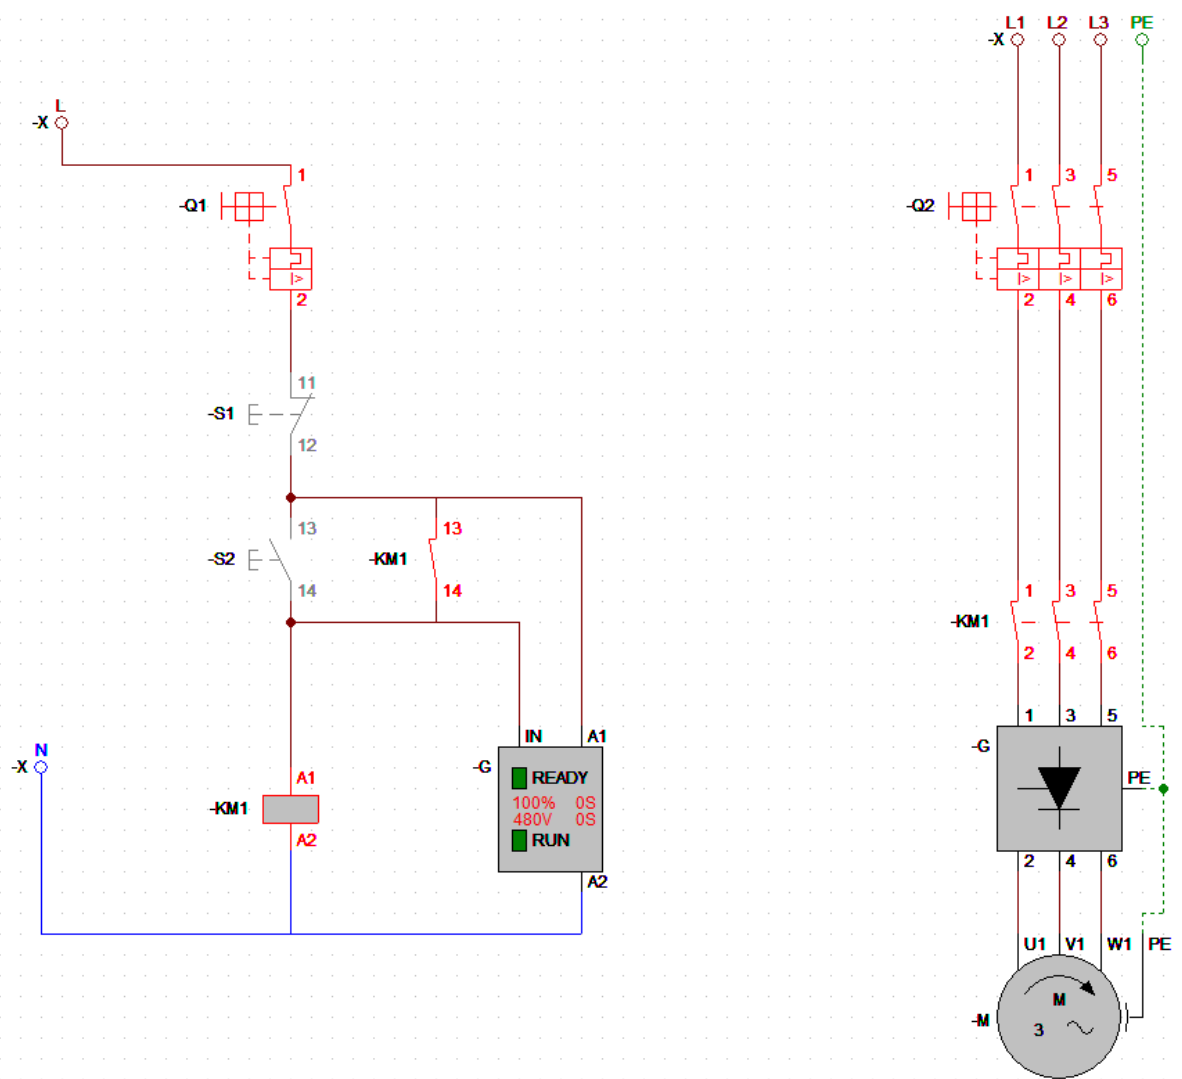 L1 L2 L3 PE
-X
L
-X
1
-Q1
2
1 3 5
-Q2
2 4 6
11
-S1
12
13
-S2
14
13
-KM1
14
1 3 5
-KM1
2 4 6
N
-X
A1
-KM1
A2
IN A1
-G
READY
100% 0S
480V 0S
RUN
A2
1 3 5
-G
PE
2 4 6
U1 V1 W1 PE
M
-M
3